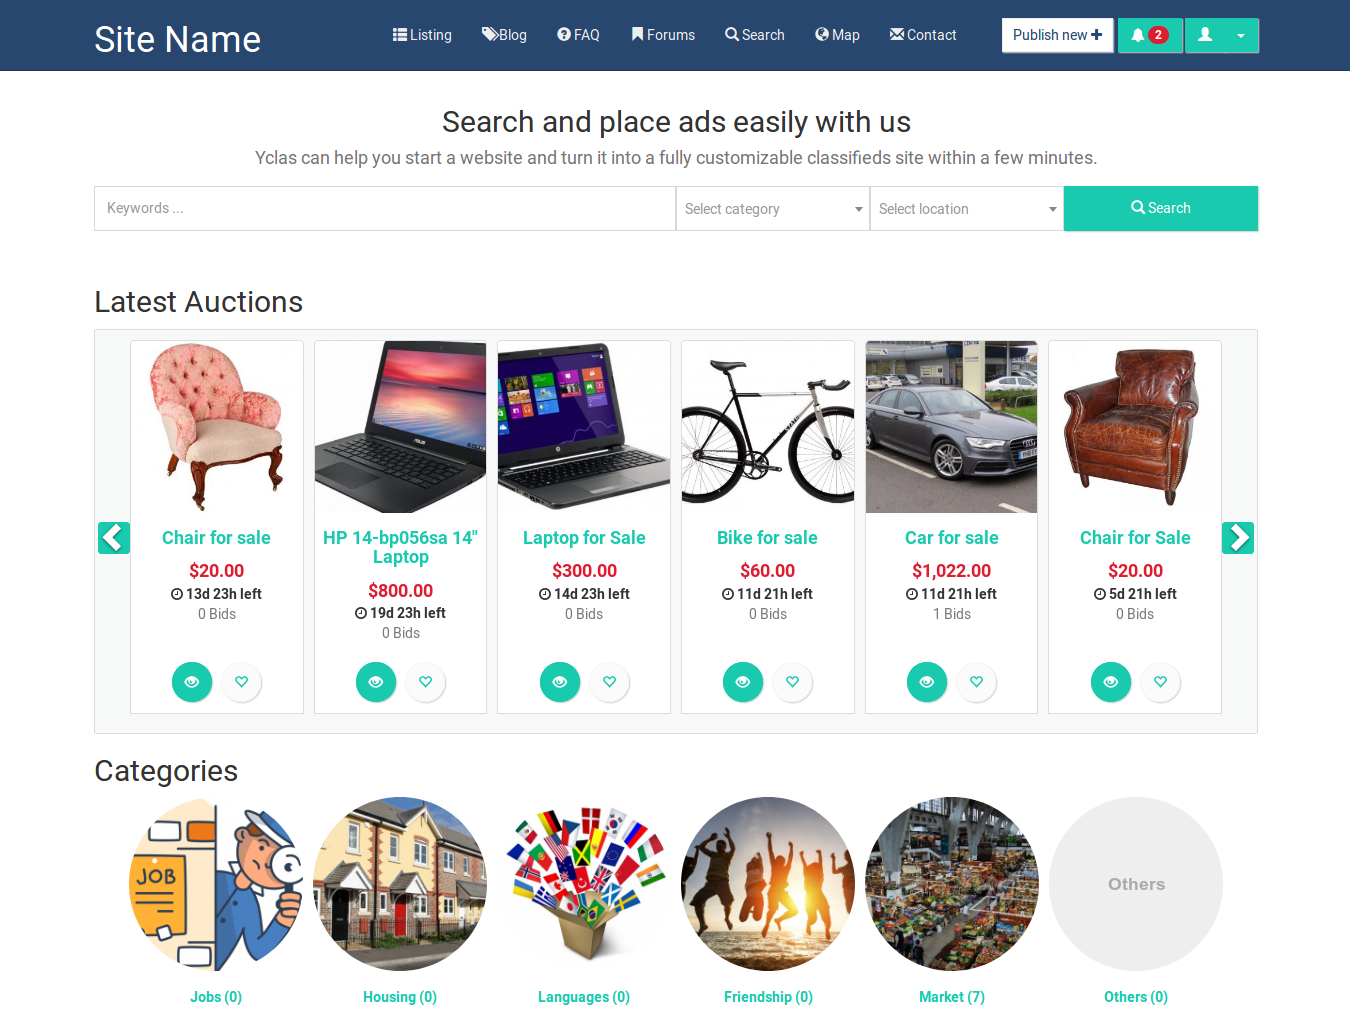 Site Name
Listing Blog FAQ Forums Search Map Contact Publish new 2
Search and place ads easily with us
Yclas can help you start a website and turn it into a fully customizable classifieds site within a few minutes.
Keywords ... Select category Select location Search
Latest Auctions
Chair for sale
$20.00
13d 23h left
0 Bids
HP 14-bp056sa 14"
Laptop
$800.00
19d 23h left
0 Bids
Laptop for Sale
$300.00
14d 23h left
0 Bids
Bike for sale
$60.00
11d 21h left
0 Bids
Car for sale
$1,022.00
11d 21h left
1 Bids
Chair for Sale
$20.00
5d 21h left
0 Bids
Categories
JOB
Others
Jobs (0)
Housing (0)
Languages (0)
Friendship (0)
Market (7)
Others (0)